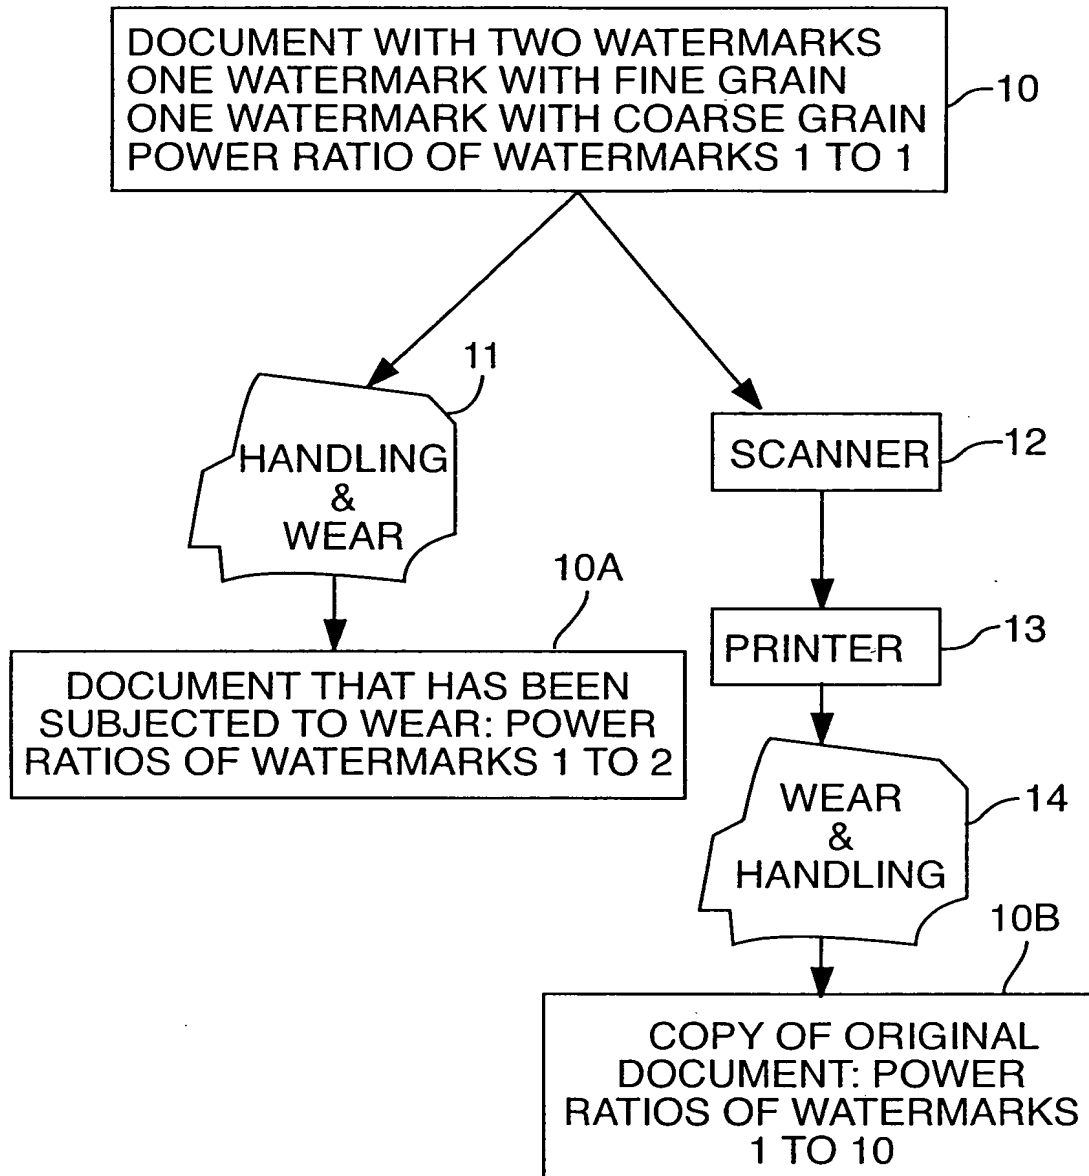 DOCUMENT WITH TWO WATERMARKS
ONE WATERMARK WITH FINE GRAIN
ONE WATERMARK WITH COARSE GRAIN
POWER RATIO OF WATERMARKS 1 TO 1
10
11
HANDLING
&
WEAR
SCANNER
12
10A
DOCUMENT THAT HAS BEEN
SUBJECTED TO WEAR: POWER
RATIOS OF WATERMARKS 1 TO 2
PRINTER
13
WEAR
&
HANDLING
14
10B
COPY OF ORIGINAL
DOCUMENT: POWER
RATIOS OF WATERMARKS
1 TO 10